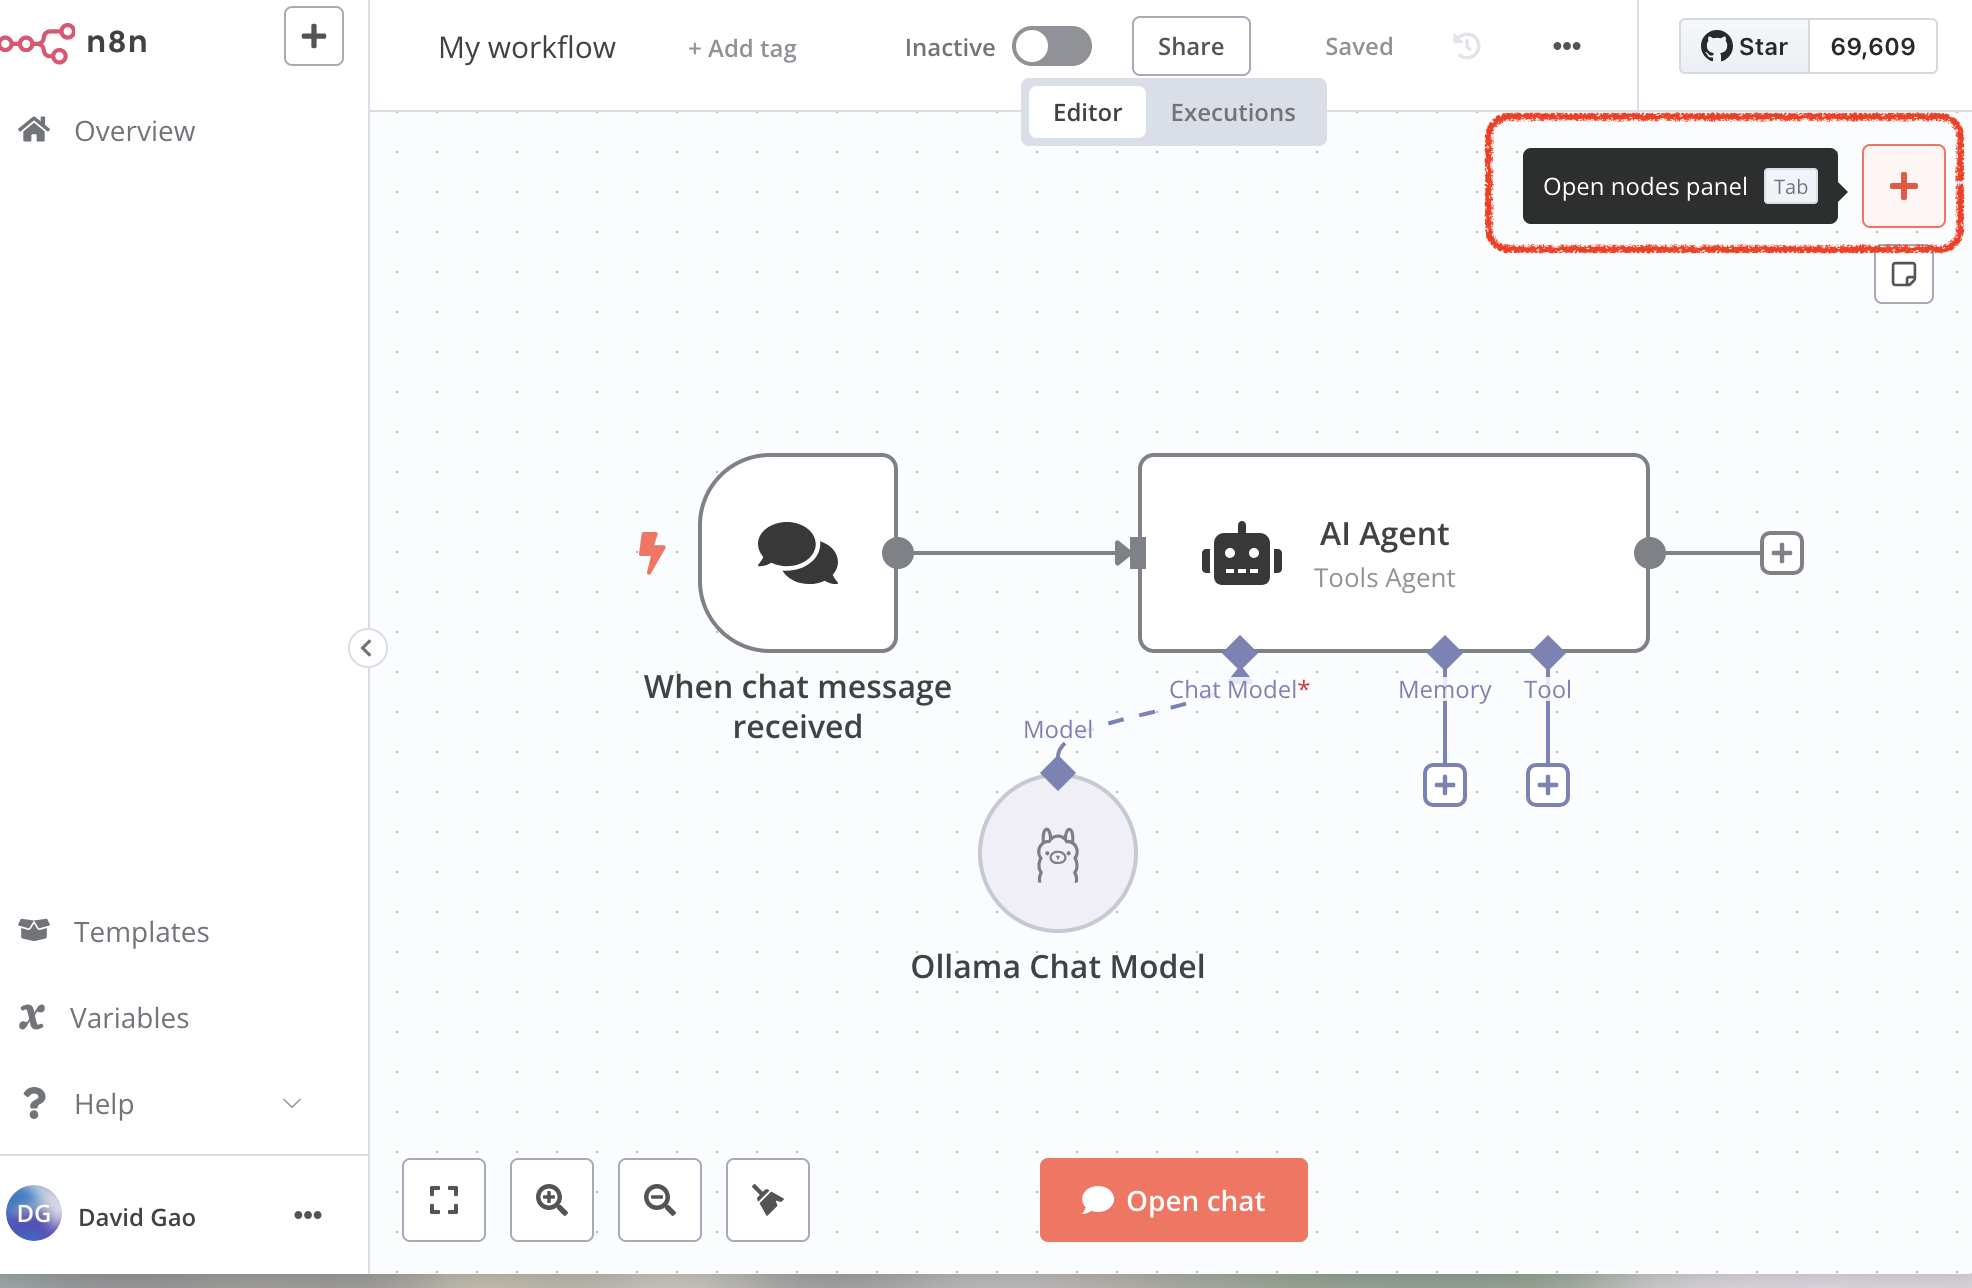 n8n
My workflow
+ Add tag
Inactive
Share
Saved
Star
69,609
Editor
Executions
Overview
Open nodes panel
Tab
AI Agent
Tools Agent
When chat message
received
Chat Model*
Memory
Tool
Model
Ollama Chat Model
Templates
Variables
Help
DG
David Gao
Open chat